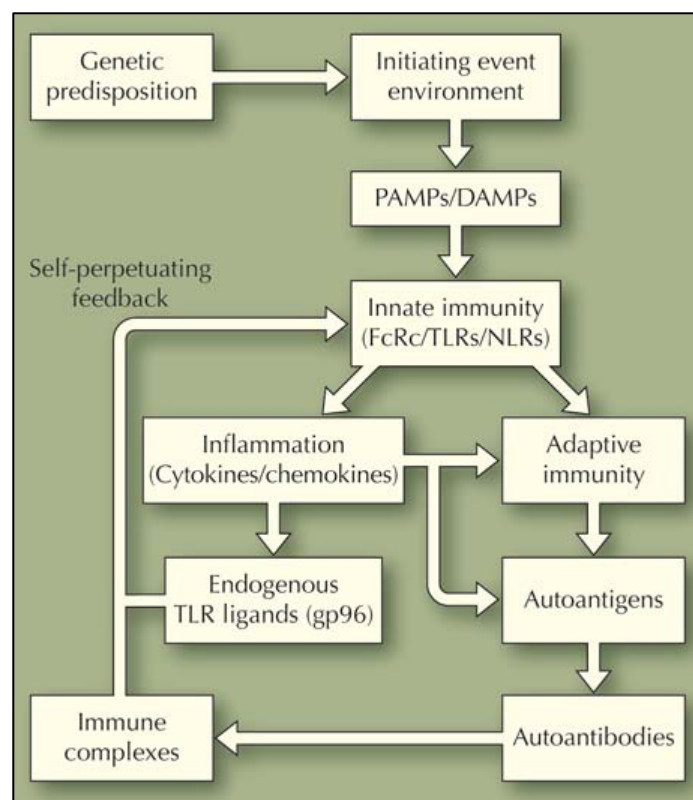 Genetic
predisposition
Initiating event
environment
PAMPs/DAMPs
Self-perpetuating
feedback
Innate immunity
(FcRc/TLRs/NLRs)
Inflammation
(Cytokines/chemokines)
Adaptive
immunity
Endogenous
TLR ligands (gp96)
Autoantigens
Immune
complexes
Autoantibodies